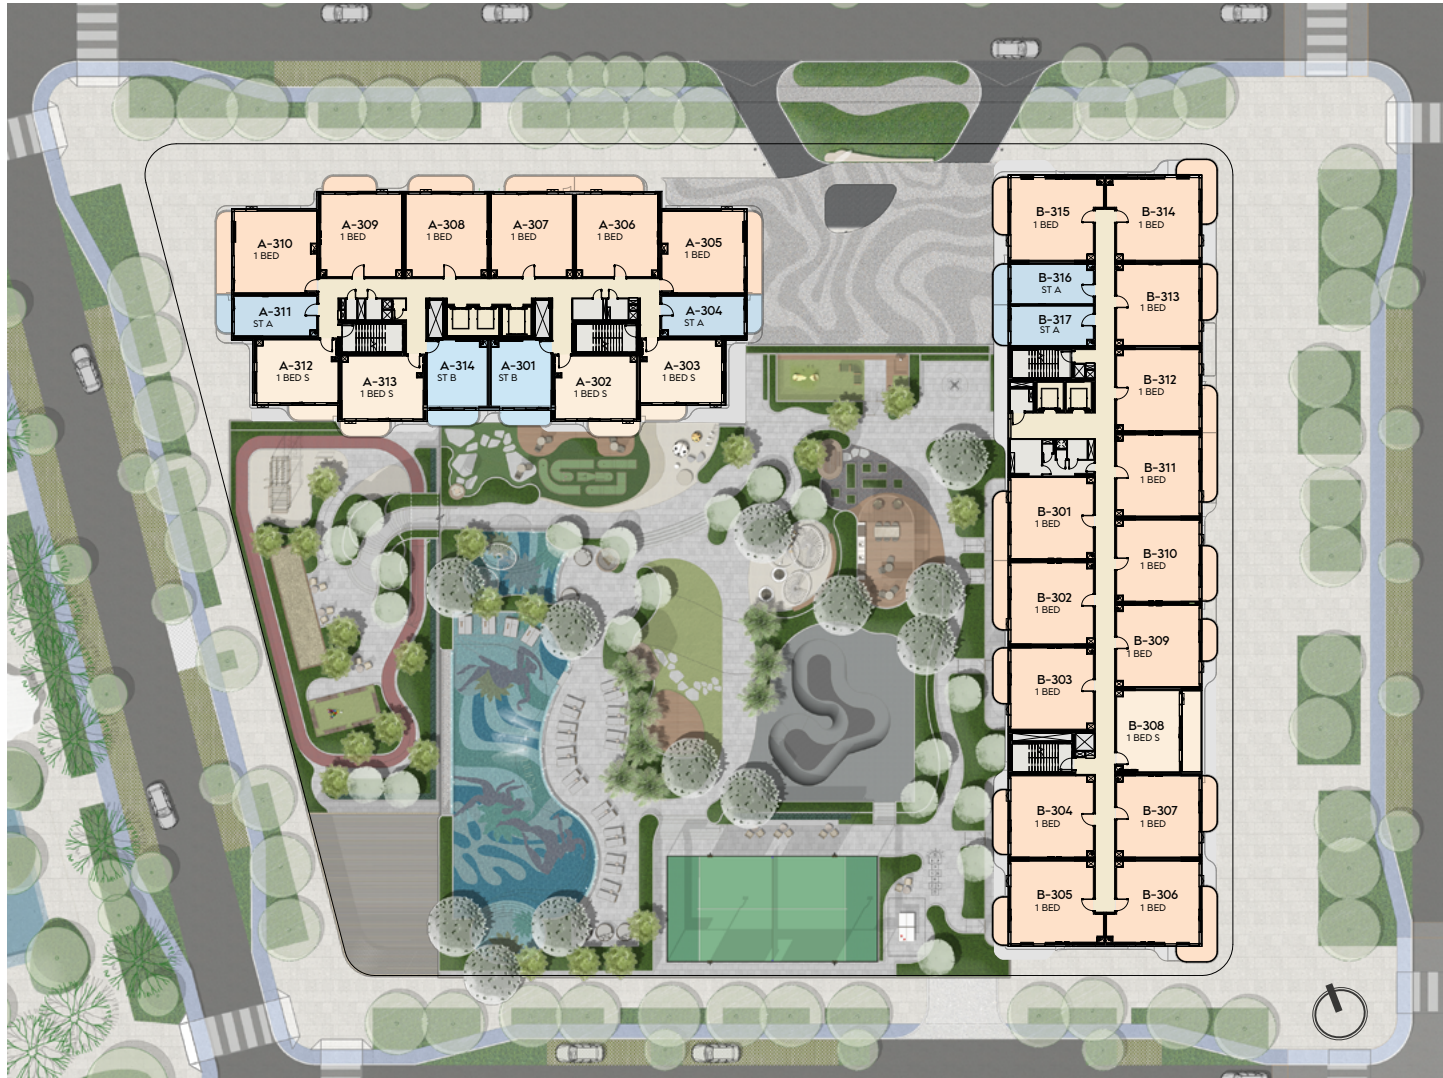 A-309
1 BED
A-308
1 BED
A-307
1 BED
A-306
1 BED
A-310
1 BED
A-305
1 BED
A-311
ST A
A-304
ST A
A-312
1 BED S
A-313
1 BED S
A-314
ST B
A-301
ST B
A-302
1 BED S
A-303
1 BED S
B-315
1 BED
B-314
1 BED
B-316
ST A
B-317
ST A
B-313
1 BED
B-312
1 BED
B-311
1 BED
B-301
1 BED
B-310
1 BED
B-302
1 BED
B-309
1 BED
B-303
1 BED
B-308
1 BED S
B-304
1 BED
B-307
1 BED
B-305
1 BED
B-306
1 BED